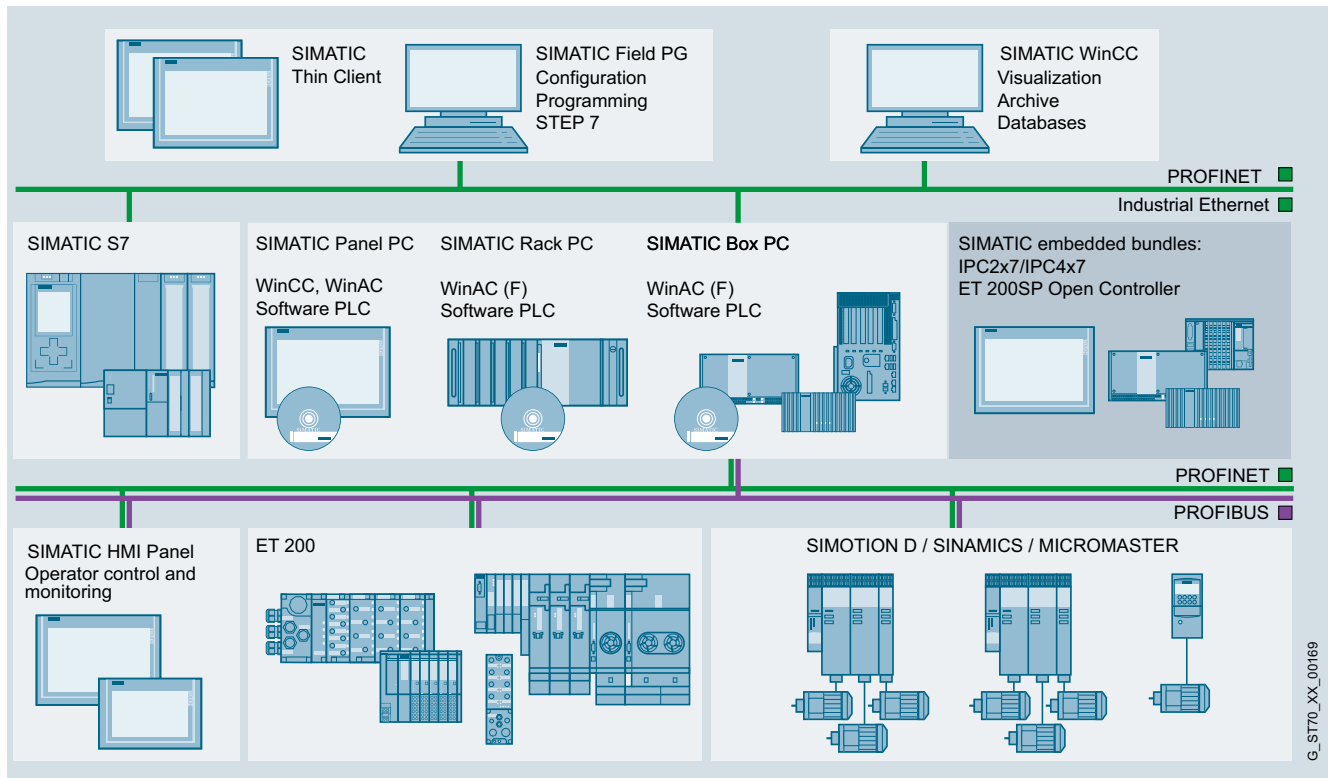 SIMATIC
Thin Client
SIMATIC Field PG
Configuration
Programming
STEP 7
SIMATIC WinCC
Visualization
Archive
Databases
PROFINET
Industrial Ethernet
SIMATIC S7
SIMATIC Panel PC
WinCC, WinAC
Software PLC
SIMATIC Rack PC
WinAC (F)
Software PLC
SIMATIC Box PC
WinAC (F)
Software PLC
SIMATIC embedded bundles:
IPC2x7/IPC4x7
ET 200SP Open Controller
SIMATIC
SIMATIC
SIMATIC
PROFINET
PROFIBUS
SIMATIC HMI Panel
Operator control and
monitoring
ET 200
SIMOTION D / SINAMICS / MICROMASTER
G_ST70_XX_00169